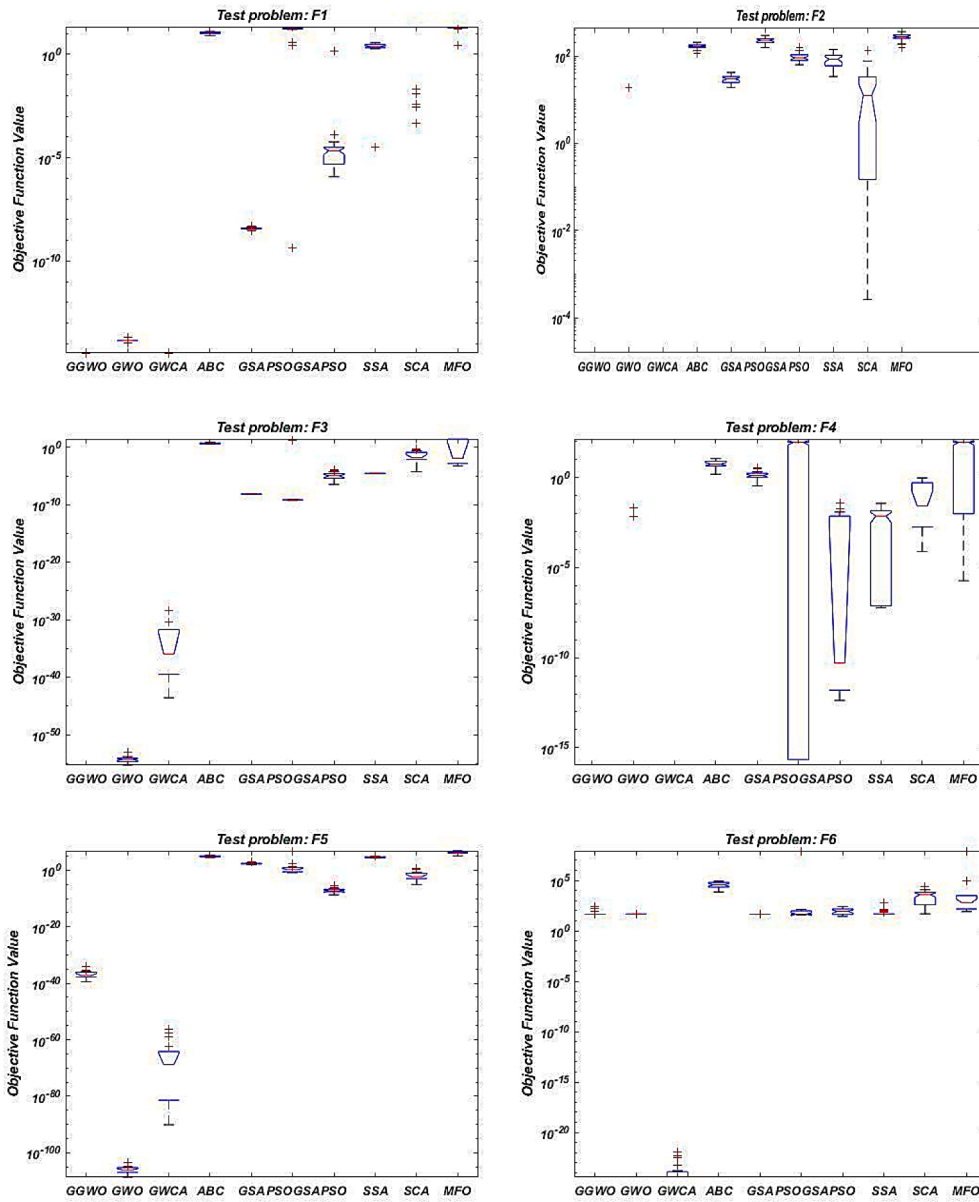 Test problem: F1
Objective Function Value
10^0
10^-5
10^-10
GGWO GWO GWCA ABC GSA PSOGSA PSO SSA SCA MFO
Test problem: F2
Objective Function Value
10^2
10^0
10^-2
10^-4
GGWO GWO GWCA ABC GSA PSOGSA PSO SSA SCA MFO
Test problem: F3
Objective Function Value
10^0
10^-10
10^-20
10^-30
10^-40
10^-50
GGWO GWO GWCA ABC GSA PSOGSA PSO SSA SCA MFO
Test problem: F4
Objective Function Value
10^0
10^-5
10^-10
10^-15
GGWO GWO GWCA ABC GSA PSOGSA PSO SSA SCA MFO
Test problem: F5
Objective Function Value
10^0
10^-20
10^-40
10^-60
10^-80
10^-100
GGWO GWO GWCA ABC GSA PSOGSA PSO SSA SCA MFO
Test problem: F6
Objective Function Value
10^5
10^0
10^-5
10^-10
10^-15
10^-20
GGWO GWO GWCA ABC GSA PSOGSA PSO SSA SCA MFO